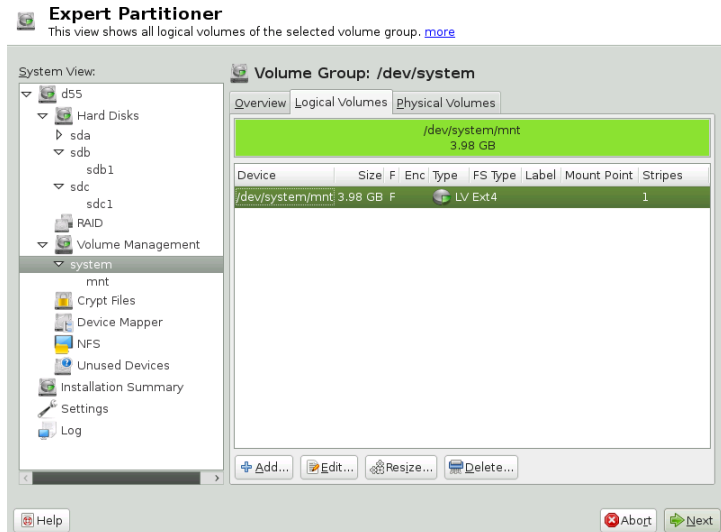 Expert Partitioner
This view shows all logical volumes of the selected volume group. more
System View:
d55
Hard Disks
sda
sdb
sdb1
sdc
sdc1
RAID
Volume Management
system
mnt
Crypt Files
Device Mapper
NFS
Unused Devices
Installation Summary
Settings
Log
Volume Group: /dev/system
Overview Logical Volumes Physical Volumes
/dev/system/mnt
3.98 GB
Device Size F Enc Type FS Type Label Mount Point Stripes
/dev/system/mnt 3.98 GB F LV Ext4 1
Add... Edit... Resize... Delete...
Help Abort Next